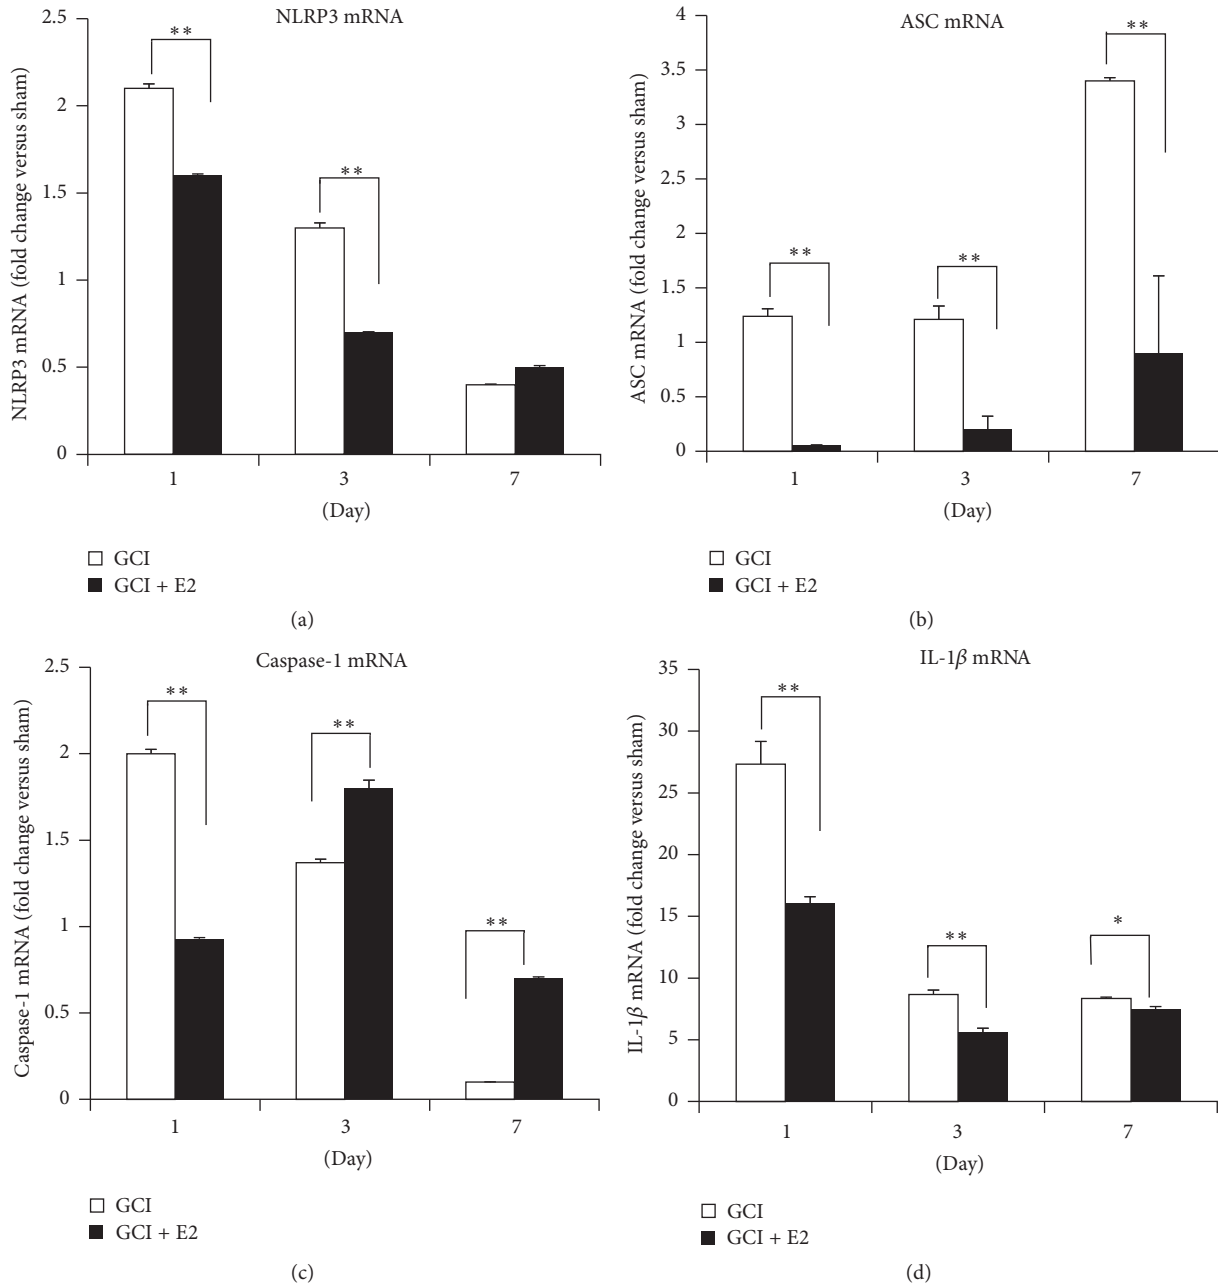 NLRP3 mRNA
NLRP3 mRNA (fold change versus sham)
2.5
2
1.5
1
0.5
0
**
**
1 3 7
(Day)
GCI
GCI + E2
(a)
ASC mRNA
ASC mRNA (fold change versus sham)
4
3.5
3
2.5
2
1.5
1
0.5
0
**
**
**
1 3 7
(Day)
GCI
GCI + E2
(b)
Caspase-1 mRNA
Caspase-1 mRNA (fold change versus sham)
2.5
2
1.5
1
0.5
0
**
**
**
1 3 7
(Day)
GCI
GCI + E2
(c)
IL-1β mRNA
IL-1β mRNA (fold change versus sham)
35
30
25
20
15
10
5
0
**
**
*
1 3 7
(Day)
GCI
GCI + E2
(d)